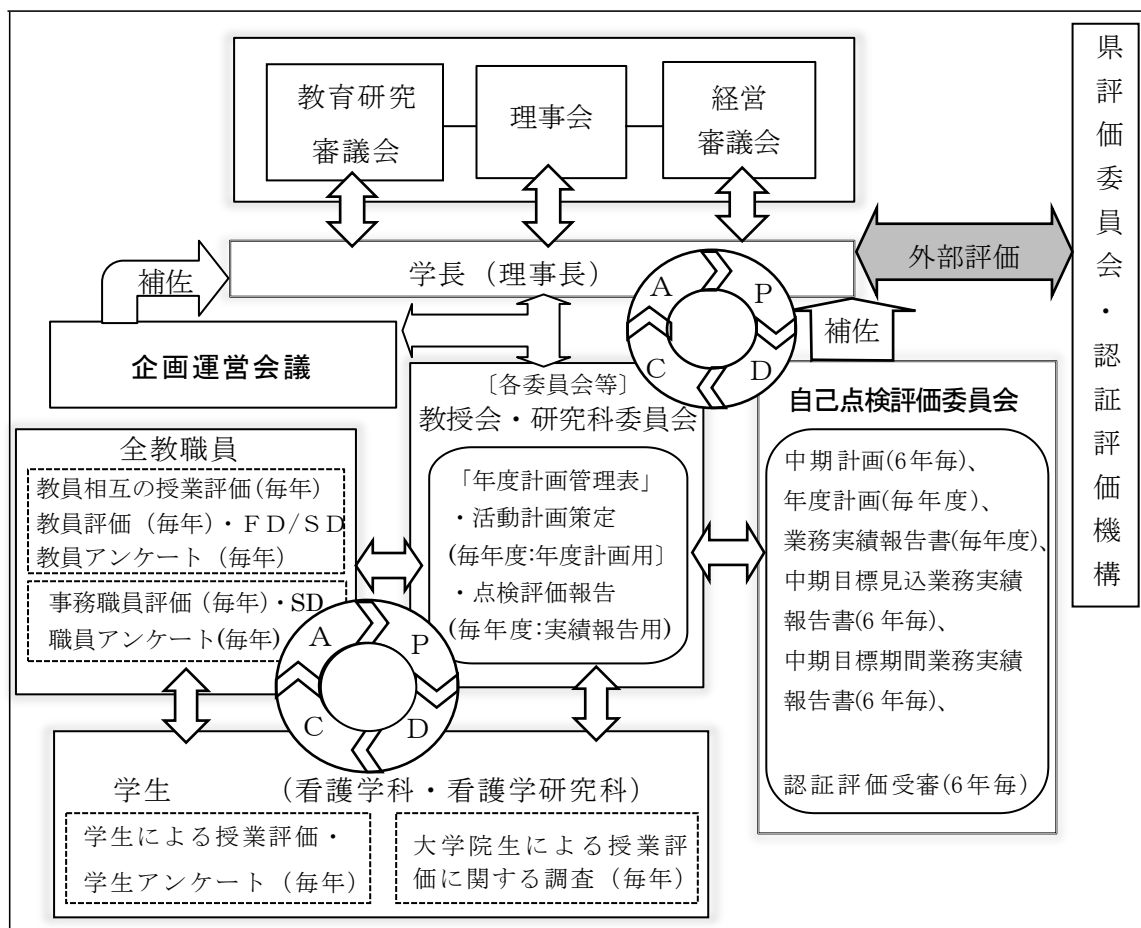 教育研究
審議会
理事会
経営
審議会
県評価委員会・認証評価機構
学長（理事長）
外部評価
補佐
補佐
A
P
C
D
企画運営会議
〔各委員会等〕
教授会・研究科委員会
「年度計画管理表」
・活動計画策定
(毎年度:年度計画用〕
・点検評価報告
(毎年度:実績報告用)
自己点検評価委員会
中期計画(6年毎)、
年度計画(毎年度)、
業務実績報告書(毎年度)、
中期目標見込業務実績
報告書(6年毎)、
中期目標期間業務実績
報告書(6年毎)、
認証評価受審(6年毎)
全教職員
教員相互の授業評価(毎年)
教員評価（毎年）・ＦＤ/ＳＤ
教員アンケート（毎年）
事務職員評価（毎年）・SD
職員アンケート(毎年)
A
P
C
D
学生　　　（看護学科・看護学研究科）
学生による授業評価・
学生アンケート（毎年）
大学院生による授業評
価に関する調査（毎年）